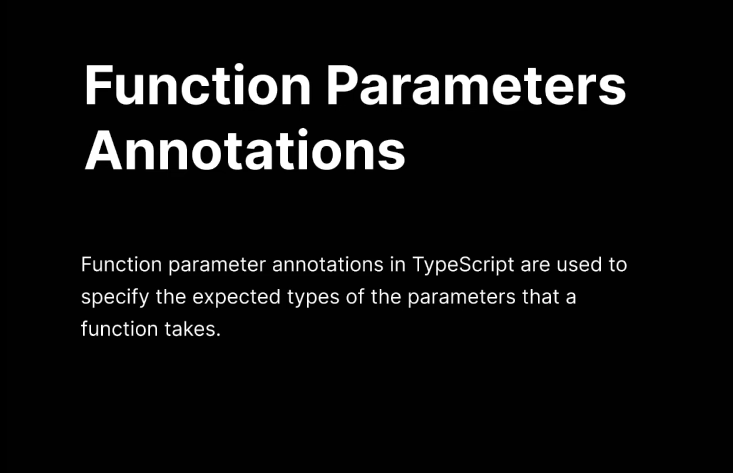 Function Parameters
Annotations
Function parameter annotations in TypeScript are used to
specify the expected types of the parameters that a
function takes.